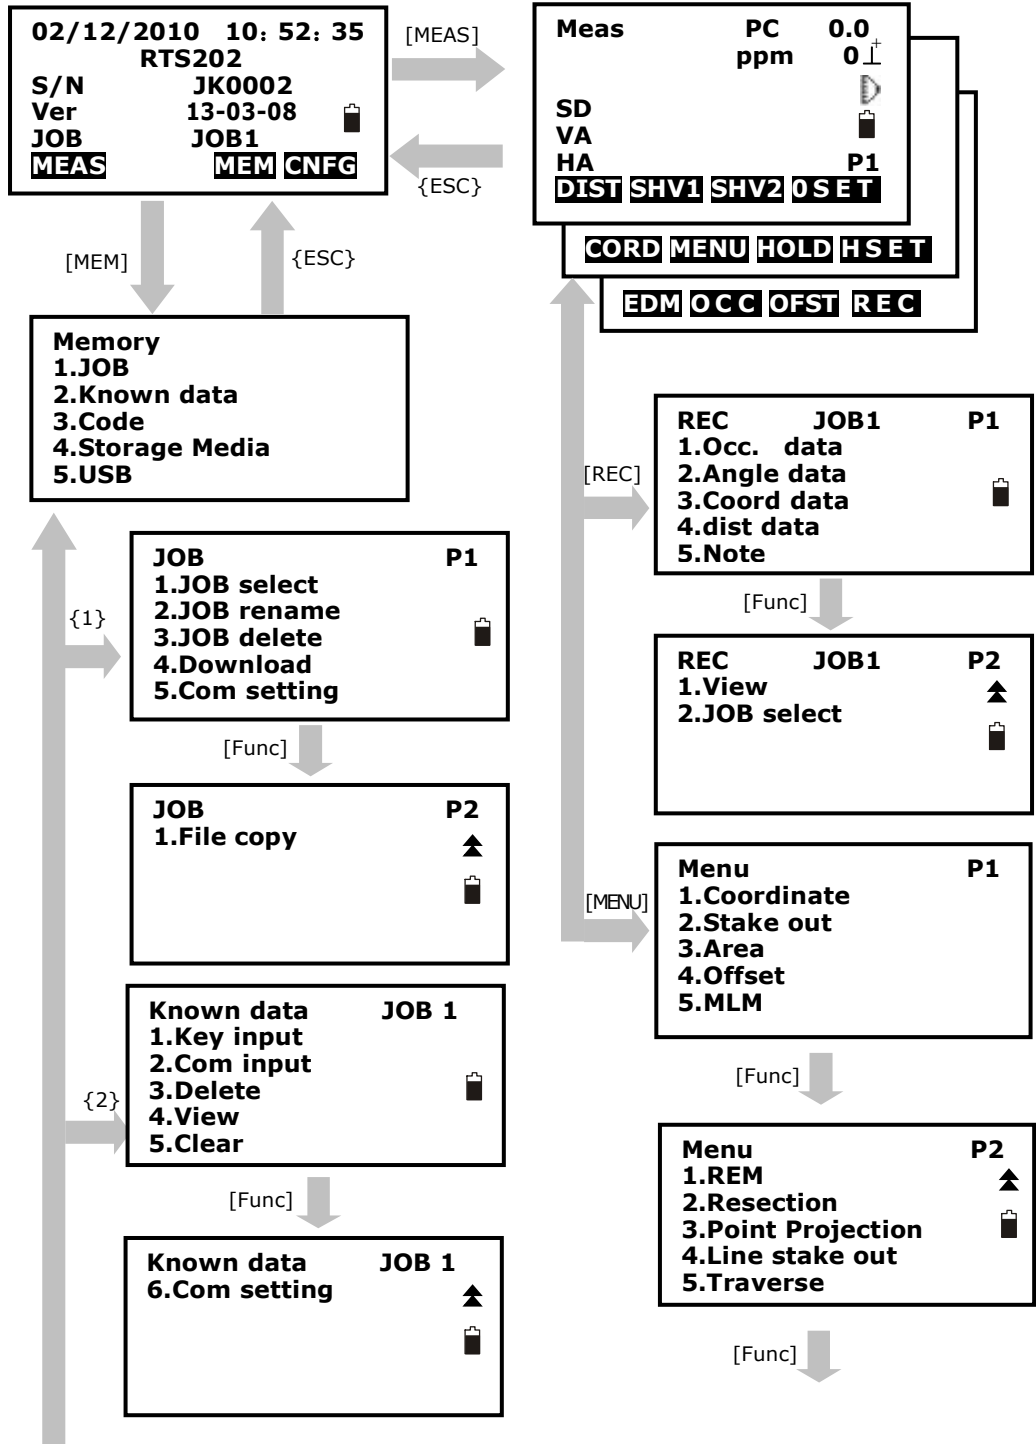 02/12/2010 10: 52: 35
RTS202
S/N JK0002
Ver 13-03-08
JOB JOB1
MEAS MEM CNFG
[MEAS]
{ESC}
Meas PC 0.0
ppm 0
SD
VA
HA P1
DIST SHV1 SHV2 0SET
CORD MENU HOLD HSET
EDM OCC OFST REC
[MEM]
{ESC}
Memory
1.JOB
2.Known data
3.Code
4.Storage Media
5.USB
{1}
JOB P1
1.JOB select
2.JOB rename
3.JOB delete
4.Download
5.Com setting
[Func]
JOB P2
1.File copy
{2}
Known data JOB 1
1.Key input
2.Com input
3.Delete
4.View
5.Clear
[Func]
Known data JOB 1
6.Com setting
[REC]
REC JOB1 P1
1.Occ. data
2.Angle data
3.Coord data
4.dist data
5.Note
[Func]
REC JOB1 P2
1.View
2.JOB select
[MENU]
Menu P1
1.Coordinate
2.Stake out
3.Area
4.Offset
5.MLM
[Func]
Menu P2
1.REM
2.Resection
3.Point Projection
4.Line stake out
5.Traverse
[Func]